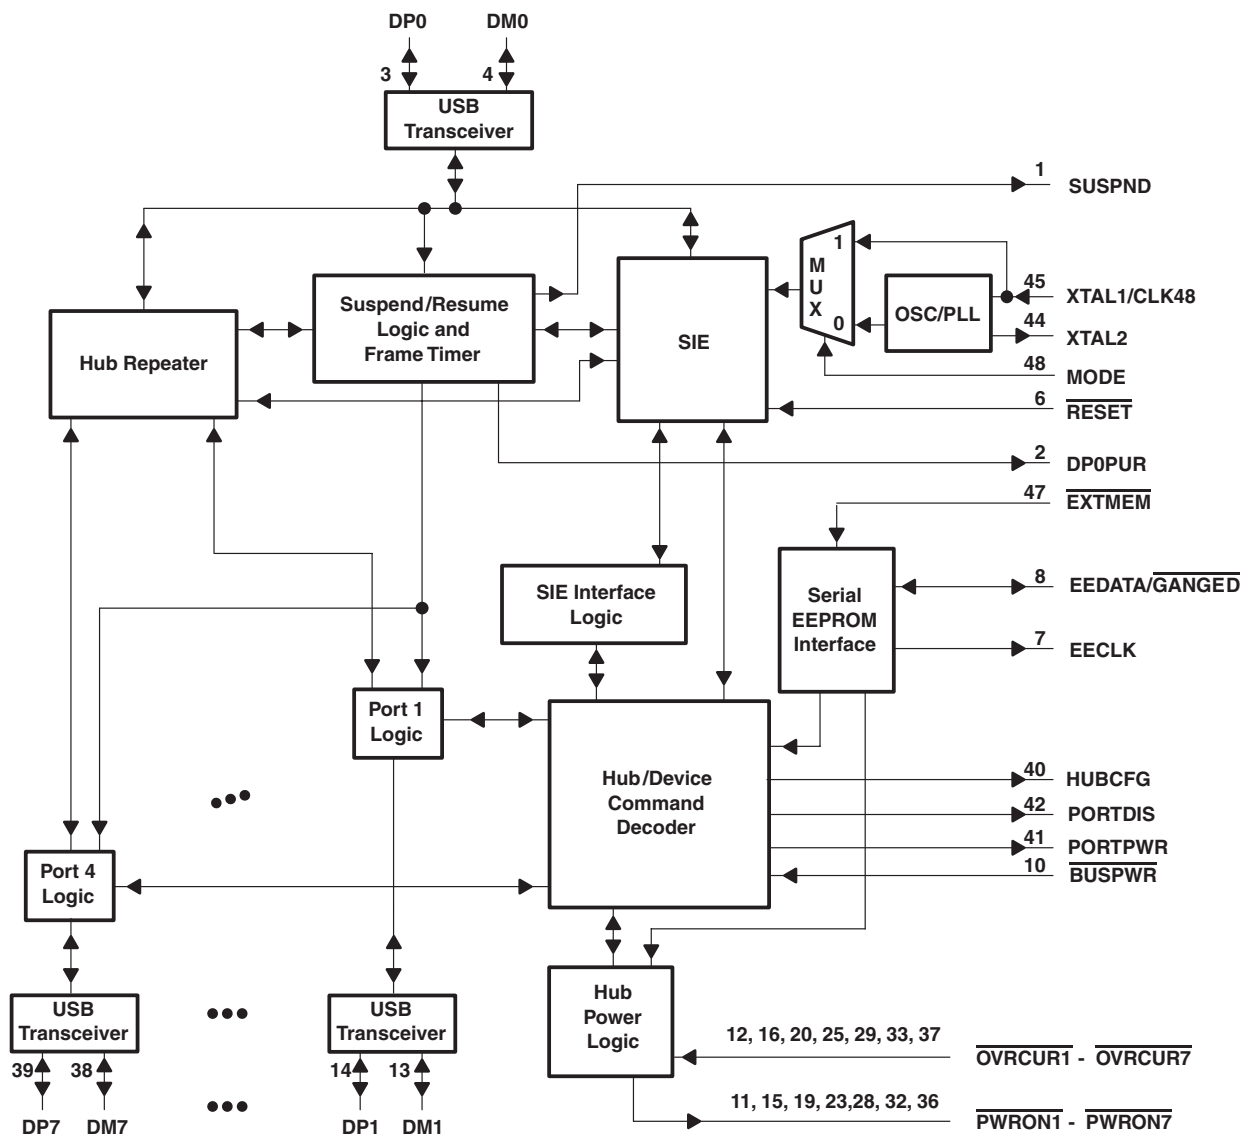 DP0 DM0
3 4
USB
Transceiver
1 SUSPND
Suspend/Resume
Logic and
Frame Timer
Hub Repeater
SIE
MUX
1
0
OSC/PLL
45 XTAL1/CLK48
44 XTAL2
48 MODE
6 RESET
2 DP0PUR
47 EXTMEM
SIE Interface
Logic
Serial
EEPROM
Interface
8 EEDATA/GANGED
7 EECLK
Port 1
Logic
Hub/Device
Command
Decoder
40 HUBCFG
42 PORTDIS
41 PORTPWR
10 BUSPWR
Port 4
Logic
USB
Transceiver
USB
Transceiver
Hub
Power
Logic
12, 16, 20, 25, 29, 33, 37
OVRCUR1 - OVRCUR7
39 38 14 13
11, 15, 19, 23,28, 32, 36
PWRON1 - PWRON7
DP7 DM7 DP1 DM1